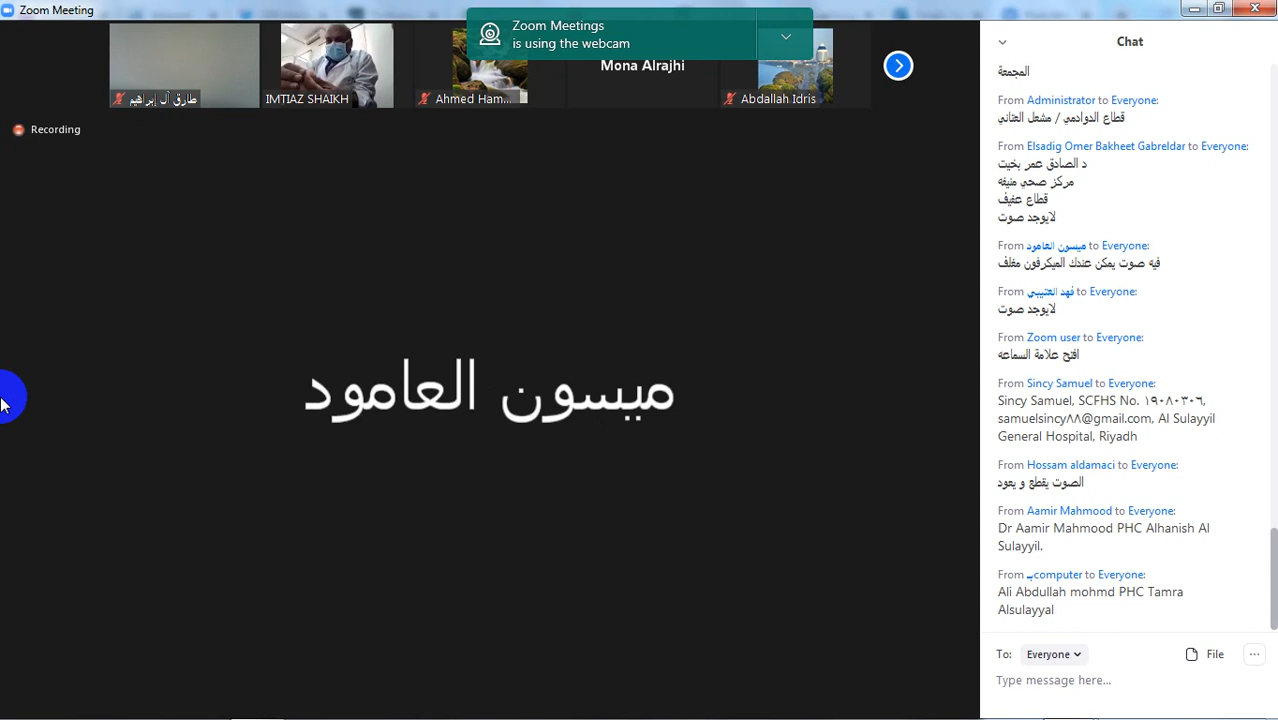 Zoom Meeting
Zoom Meetings
is using the webcam
طارق آل إبراهيم
IMTIAZ SHAIKH
Ahmed Ham...
Mona Alrajhi
Abdallah Idris
Recording
ميسون العامود
Chat
المجمعة
From Administrator to Everyone:
قطاع الدوادمي / مشعل العتاني
From Elsadig Omer Bakheet Gabreldar to Everyone:
د الصادق عمر بخيت
مركز صحي منيفه
قطاع عفيف
لايوجد صوت
From ميسون العامود to Everyone:
فيه صوت يمكن عندك الميكرفون مغلف
From فهد العتيبي to Everyone:
لايوجد صوت
From Zoom user to Everyone:
افتح علامة السماعه
From Sincy Samuel to Everyone:
Sincy Samuel, SCFHS No. ١٩٠٨٠٣٠٦,
samuelsincy٨٨@gmail.com, Al Sulayyil
General Hospital, Riyadh
From Hossam aldamaci to Everyone:
الصوت يقطع و يعود
From Aamir Mahmood to Everyone:
Dr Aamir Mahmood PHC Alhanish Al
Sulayyil.
From بـcomputer to Everyone:
Ali Abdullah mohmd PHC Tamra
Alsulayyal
To: Everyone
File
Type message here...